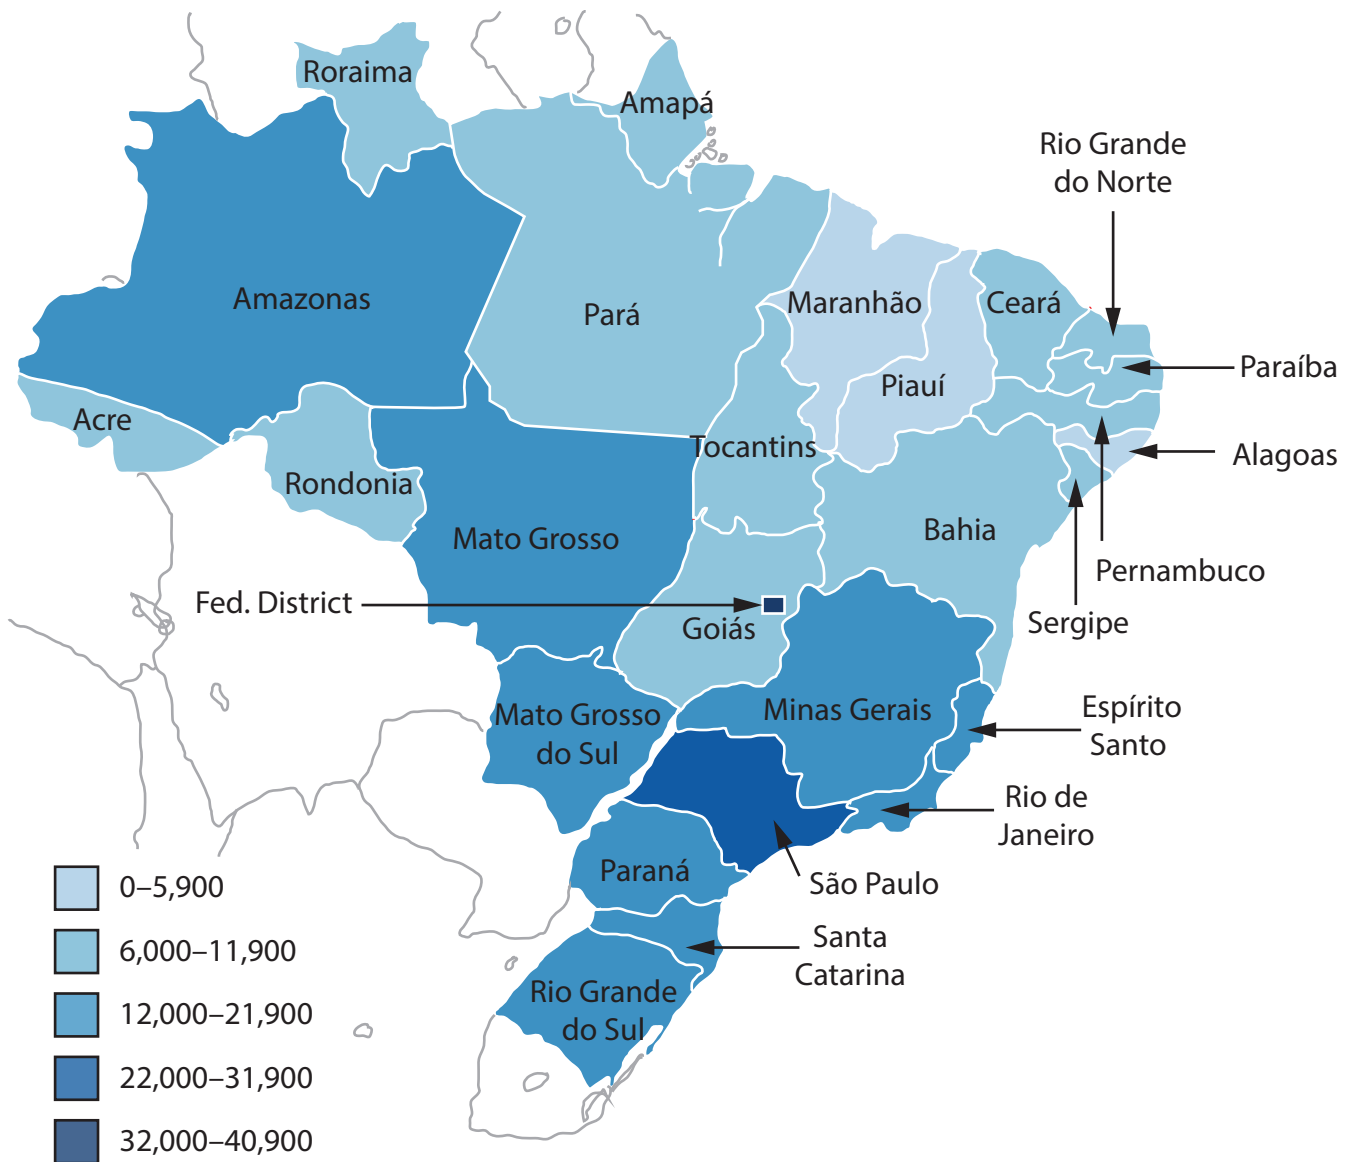 Roraima
Amapá
Rio Grande
do Norte
Amazonas
Pará
Maranhão
Ceará
Paraíba
Piauí
Acre
Tocantins
Alagoas
Rondonia
Mato Grosso
Bahia
Pernambuco
Fed. District
Goiás
Sergipe
Mato Grosso
do Sul
Minas Gerais
Espírito
Santo
Rio de
Janeiro
Paraná
São Paulo
Santa
Catarina
Rio Grande
do Sul
0–5,900
6,000–11,900
12,000–21,900
22,000–31,900
32,000–40,900